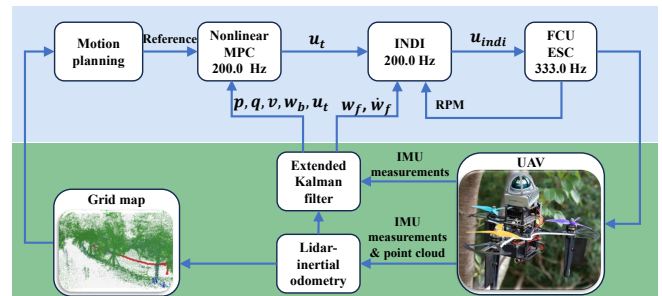 Motion
planning
Reference
Nonlinear
MPC
200.0 Hz
u_t
INDI
200.0 Hz
u_indi
FCU
ESC
333.0 Hz
p, q, v, w_b, u_t
w_f, ẇ_f
RPM
Extended
Kalman
filter
IMU
measurements
UAV
Grid map
Lidar-
inertial
odometry
IMU
measurements
& point cloud